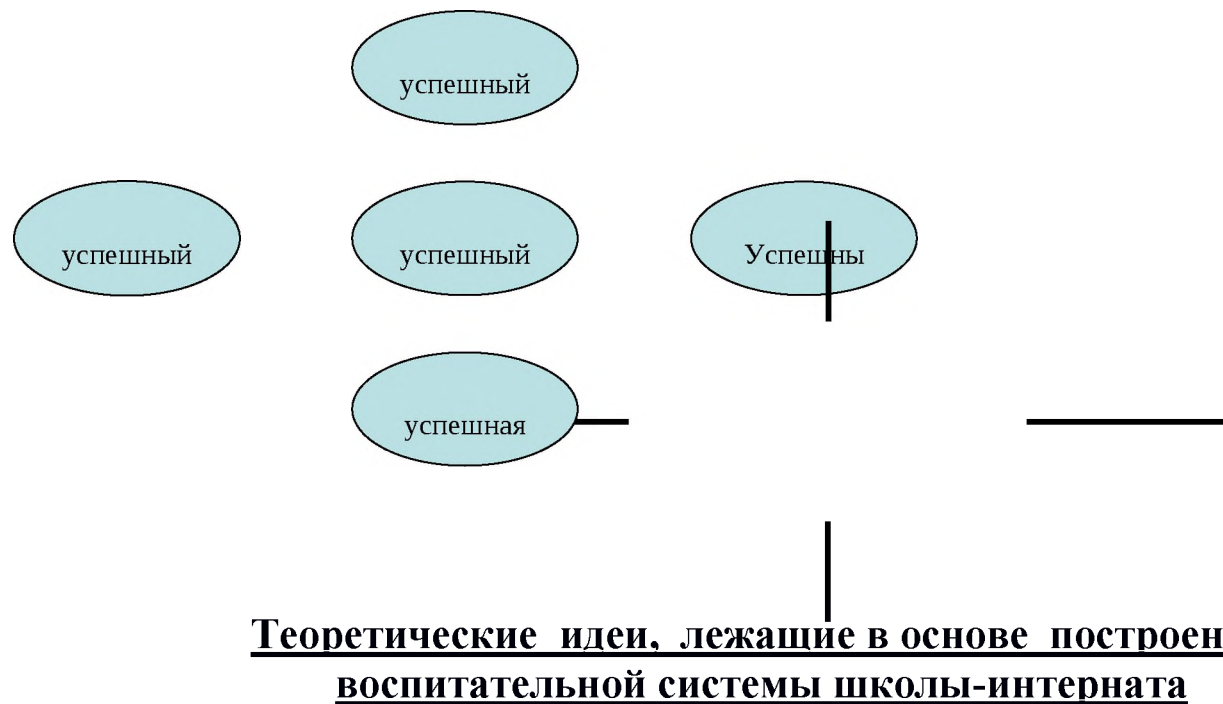 успешный
успешный
успешный
Успешны
успешная
Теоретические идеи, лежащие в основе построен
воспитательной системы школы-интерната